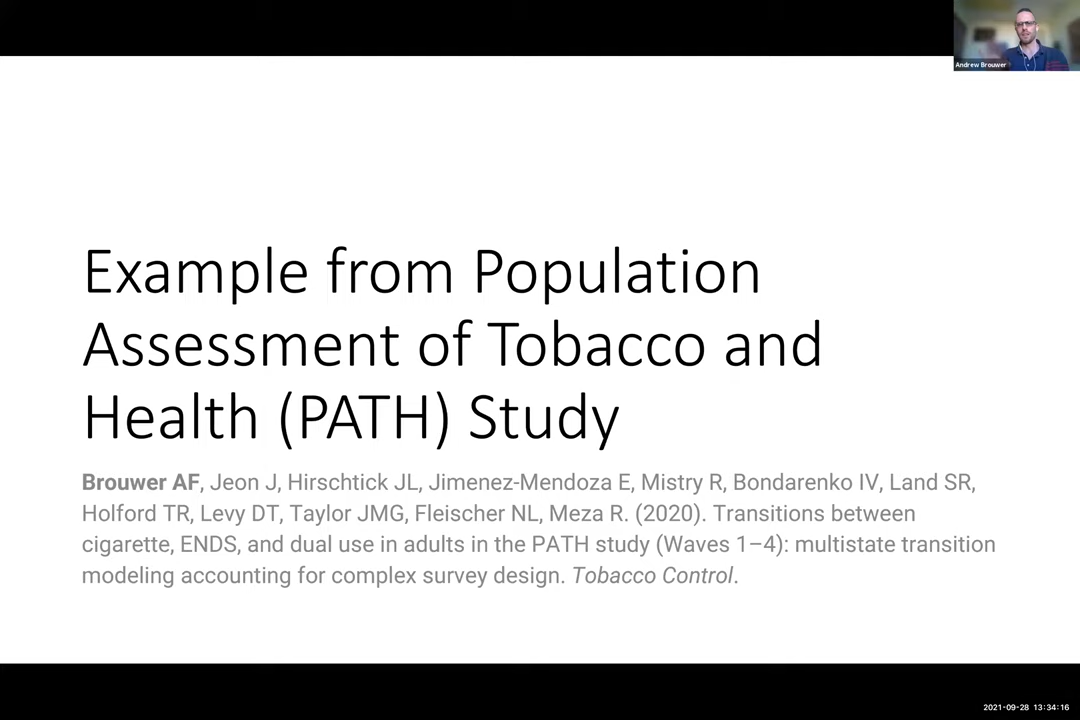 Andrew Brouwer
Example from Population
Assessment of Tobacco and
Health (PATH) Study
Brouwer AF, Jeon J, Hirschtick JL, Jimenez-Mendoza E, Mistry R, Bondarenko IV, Land SR,
Holford TR, Levy DT, Taylor JMG, Fleischer NL, Meza R. (2020). Transitions between
cigarette, ENDS, and dual use in adults in the PATH study (Waves 1–4): multistate transition
modeling accounting for complex survey design. Tobacco Control.
2021-09-28 13:34:16